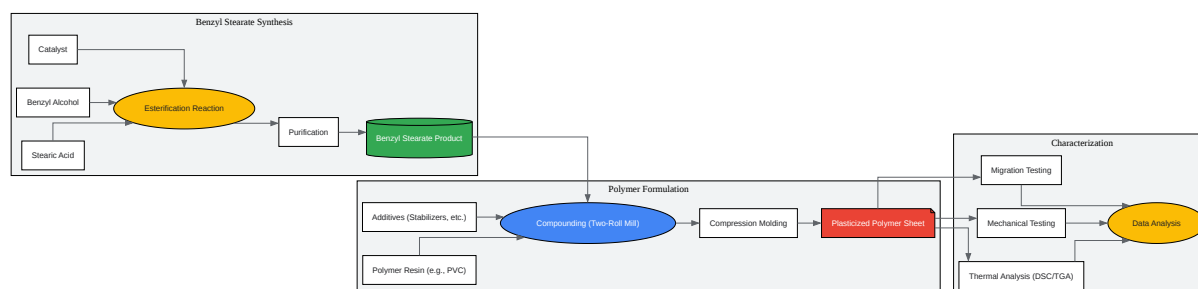 Benzyl Stearate Synthesis
Catalyst
Benzyl Alcohol
Esterification Reaction
Stearic Acid
Purification
Benzyl Stearate Product
Polymer Formulation
Additives (Stabilizers, etc.)
Polymer Resin (e.g., PVC)
Compounding (Two-Roll Mill)
Compression Molding
Plasticized Polymer Sheet
Characterization
Migration Testing
Mechanical Testing
Thermal Analysis (DSC/TGA)
Data Analysis